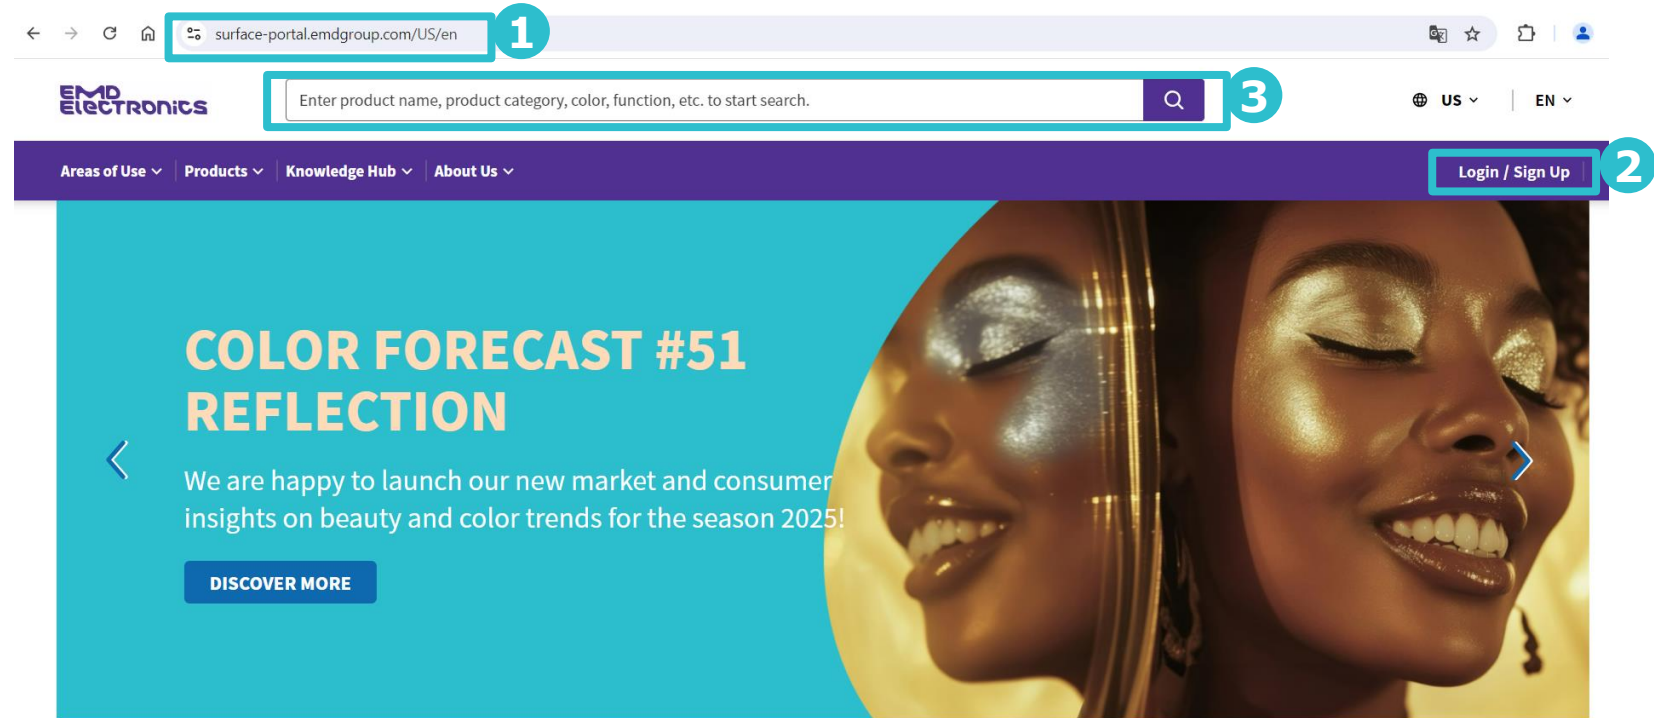 surface-portal.emdgroup.com/US/en
1
EMD
ELECTRONICS
Enter product name, product category, color, function, etc. to start search.
3
US
EN
Areas of Use
Products
Knowledge Hub
About Us
Login / Sign Up
2
COLOR FORECAST #51
REFLECTION
We are happy to launch our new market and consumer
insights on beauty and color trends for the season 2025!
DISCOVER MORE